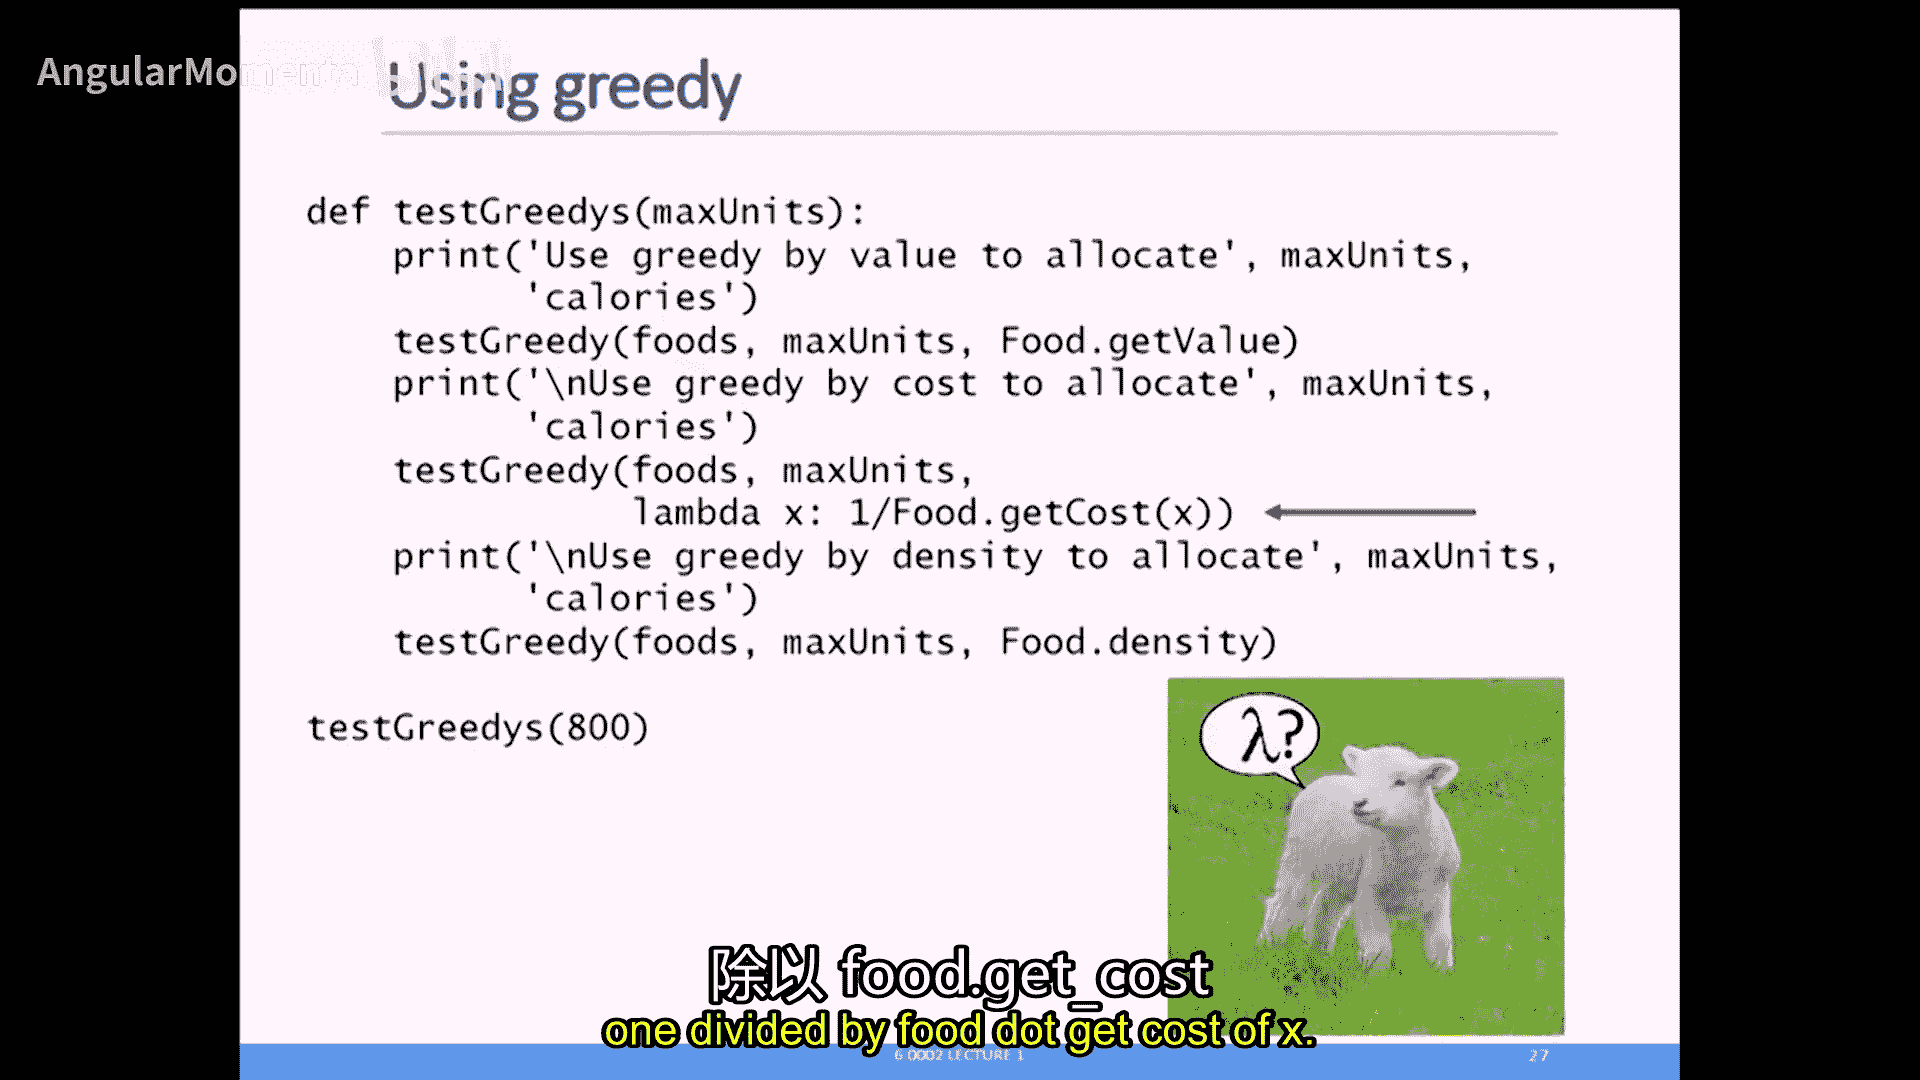 AngularMomenta
Using greedy
def testGreedys(maxUnits):
    print('Use greedy by value to allocate', maxUnits,
          'calories')
    testGreedy(foods, maxUnits, Food.getValue)
    print('\nUse greedy by cost to allocate', maxUnits,
          'calories')
    testGreedy(foods, maxUnits,
               lambda x: 1/Food.getCost(x))
    print('\nUse greedy by density to allocate', maxUnits,
          'calories')
    testGreedy(foods, maxUnits, Food.density)
testGreedys(800)
λ?
除以 food.get_cost
one divided by food dot get cost of x.
6.0002 LECTURE 1
27